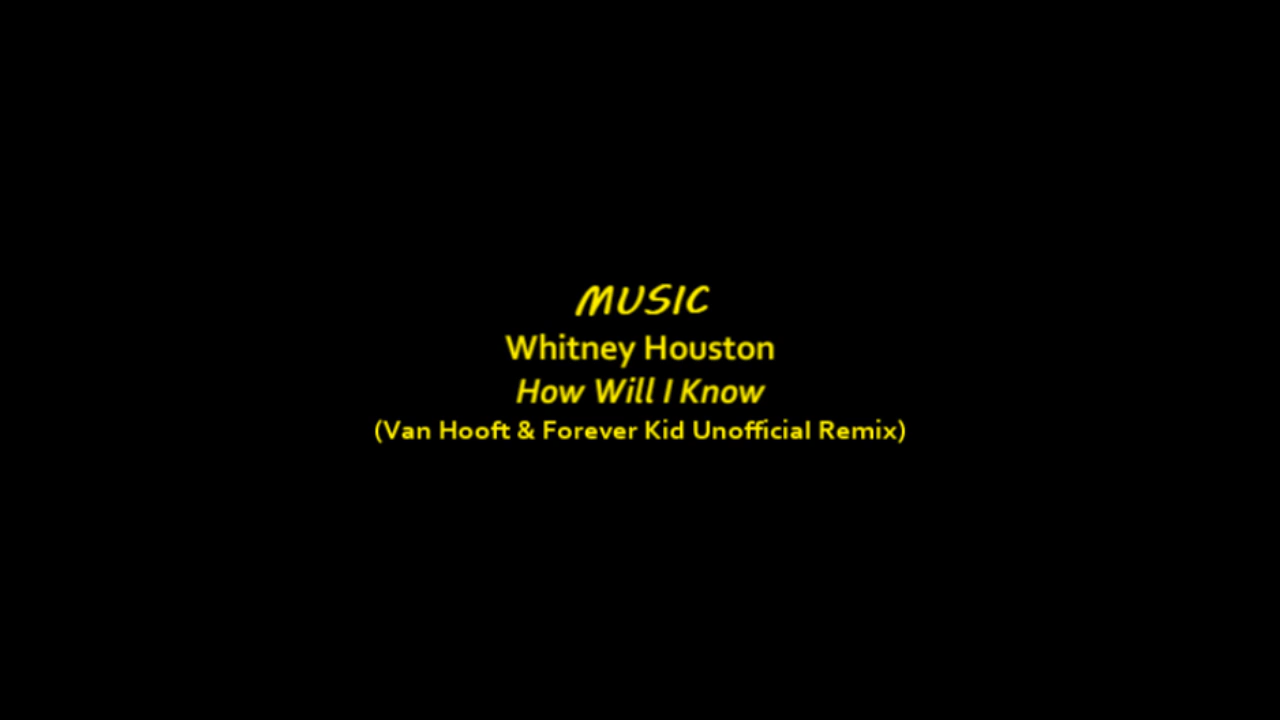 MUSIC
Whitney Houston
How Will I Know
(Van Hooft & Forever Kid Unofficial Remix)